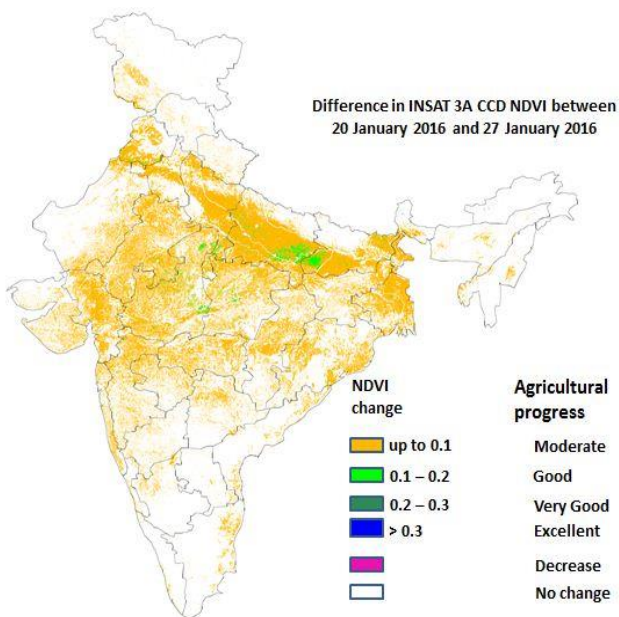 Difference in INSAT 3A CCD NDVI between
20 January 2016 and 27 January 2016
NDVI change
Agricultural progress
up to 0.1 Moderate
0.1 – 0.2 Good
0.2 – 0.3 Very Good
> 0.3 Excellent
Decrease
No change